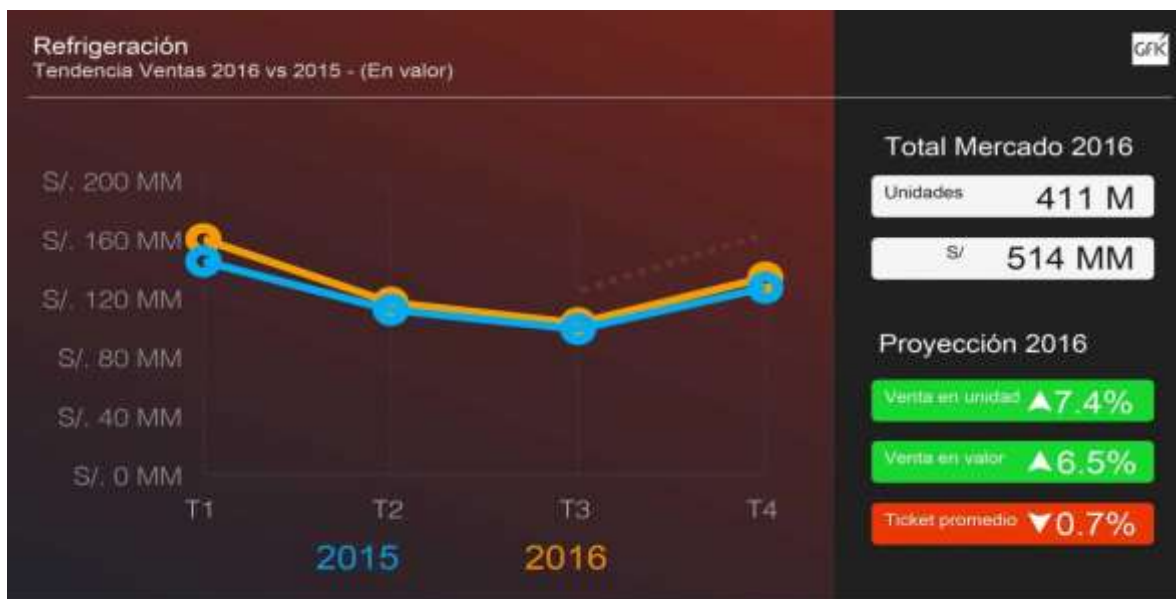 Refrigeración
Tendencia Ventas 2016 vs 2015 - (En valor)
GFK
S/. 200 MM
S/. 160 MM
S/. 120 MM
S/. 80 MM
S/. 40 MM
S/. 0 MM
T1 T2 T3 T4
2015 2016
Total Mercado 2016
Unidades 411 M
S/ 514 MM
Proyección 2016
Venta en unidad 7.4%
Venta en valor 6.5%
Ticket promedio 0.7%